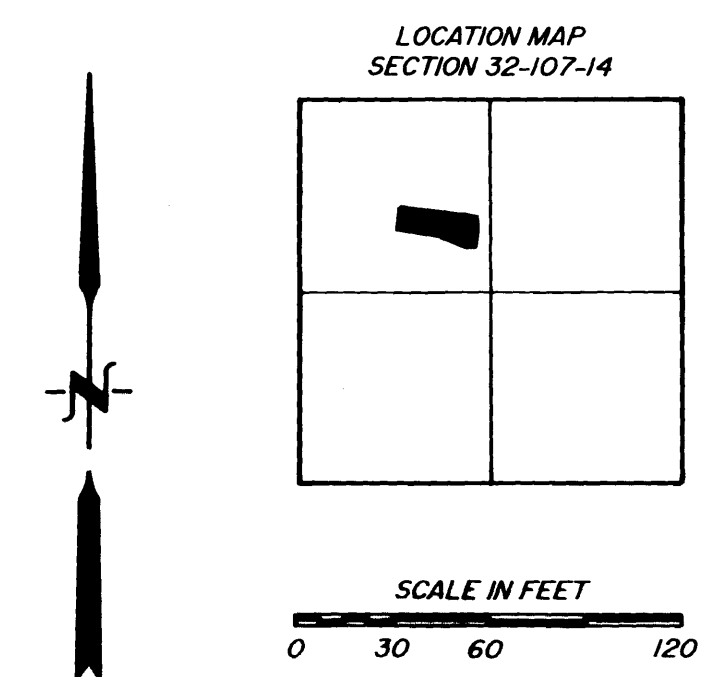 LOCATION MAP
SECTION 32-107-14
N
SCALE IN FEET
0 30 60 120